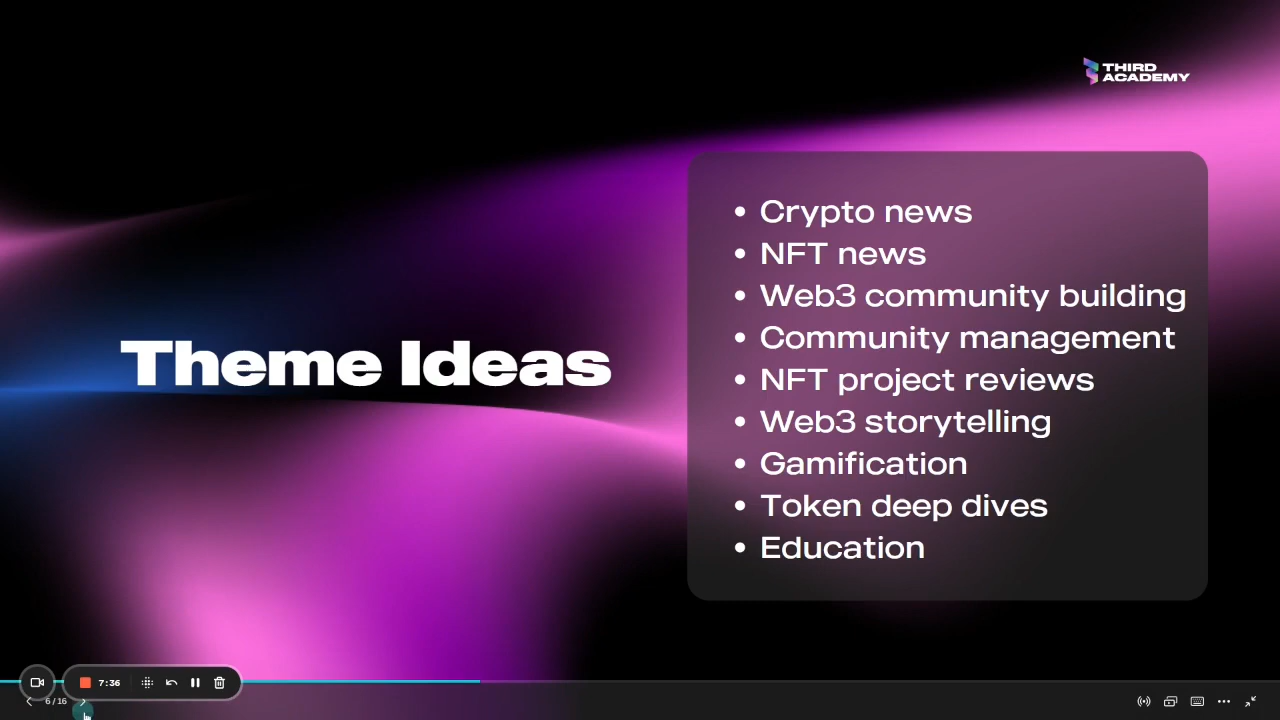 THIRD
ACADEMY
Theme Ideas
• Crypto news
• NFT news
• Web3 community building
• Community management
• NFT project reviews
• Web3 storytelling
• Gamification
• Token deep dives
• Education
7:36
6 / 16